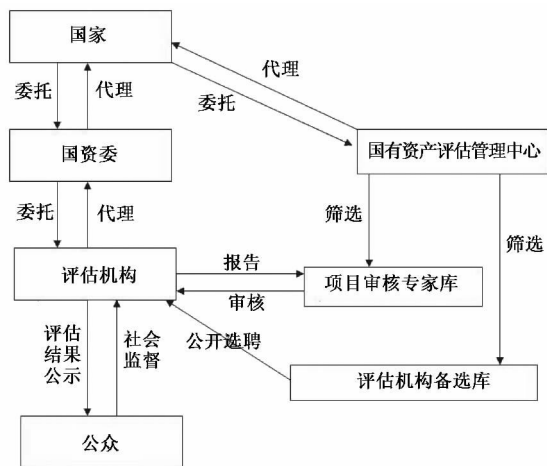 国家
代理
委托
代理
委托
国资委
国有资产评估管理中心
委托
代理
筛选
筛选
评估机构
报告
审核
项目审核专家库
评估
结果
公示
社会
监督
公开选聘
评估机构备选库
公众